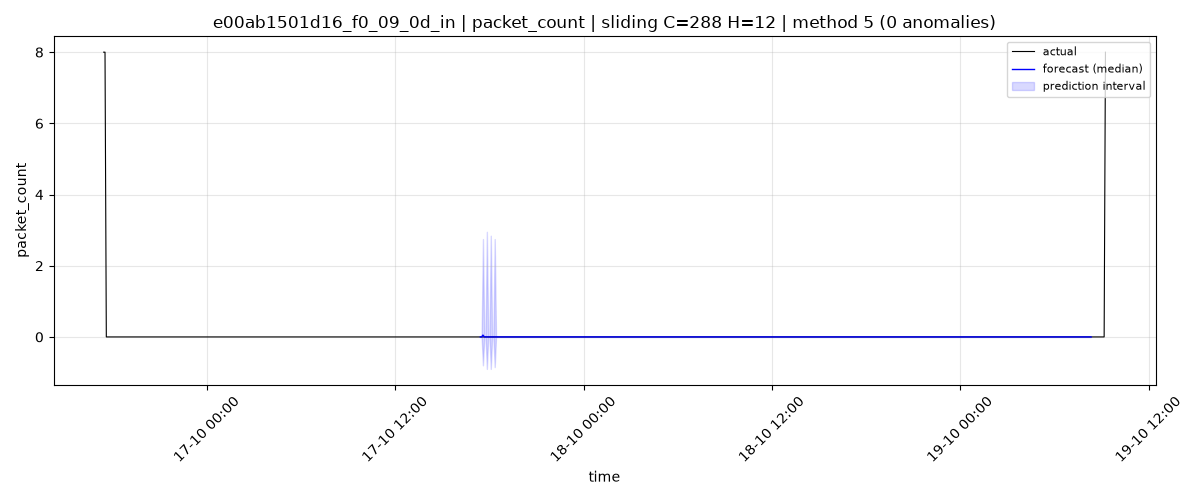 e00ab1501d16_f0_09_0d_in | packet_count | sliding C=288 H=12 | method 5 (0 anomalies)
actual
forecast (median)
prediction interval
packet_count
8
6
4
2
0
17-10 00:00
17-10 12:00
18-10 00:00
18-10 12:00
19-10 00:00
19-10 12:00
time